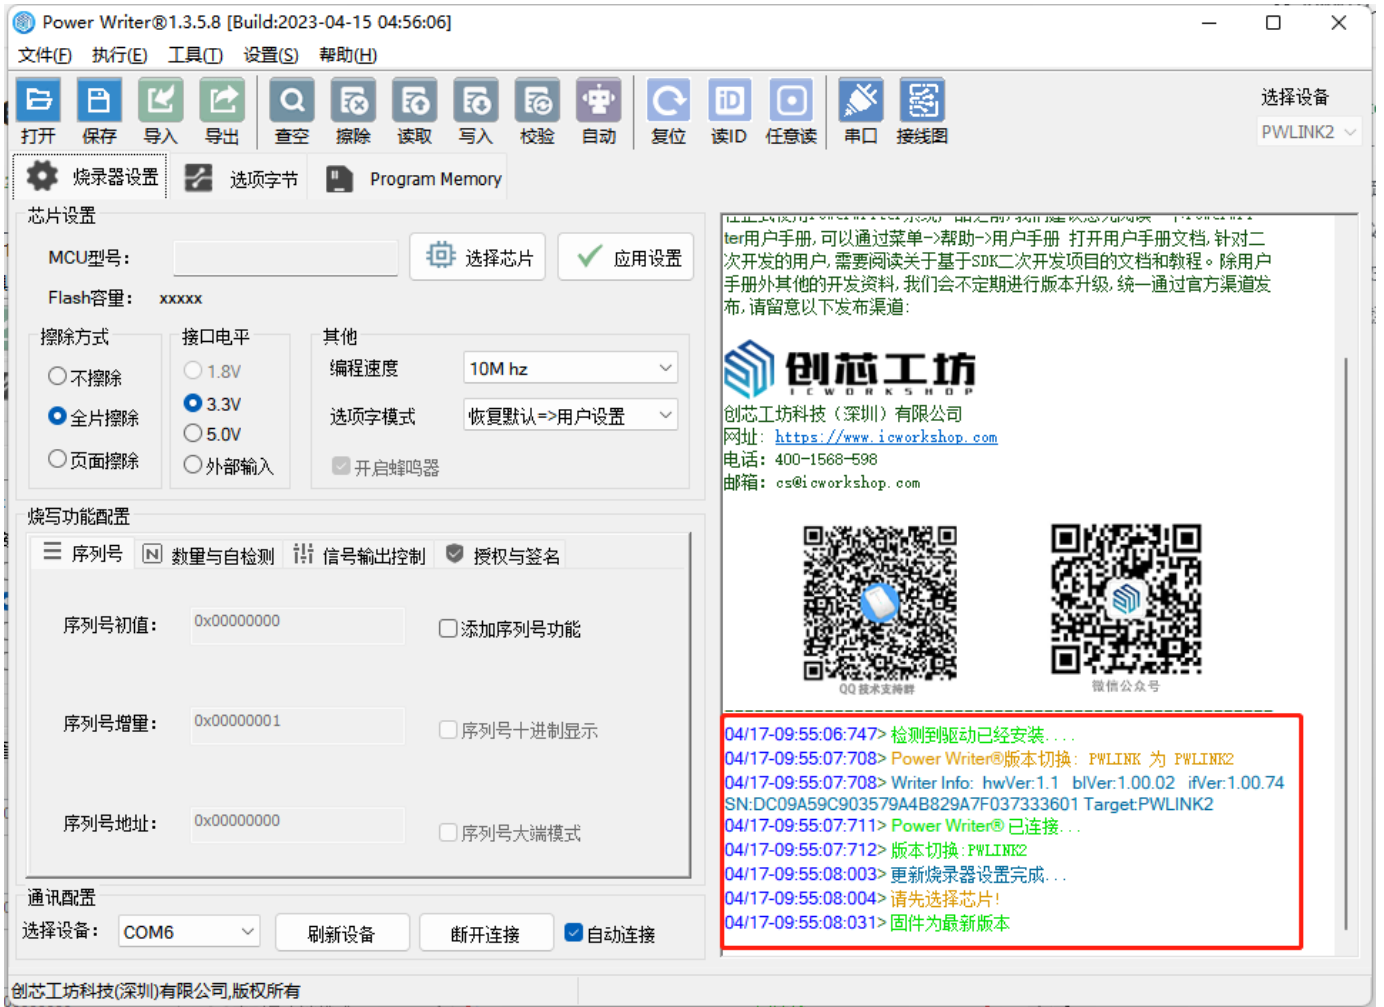 Power Writer®1.3.5.8 [Build:2023-04-15 04:56:06]
文件(F) 执行(E) 工具(T) 设置(S) 帮助(H)
打开 保存 导入 导出 查空 擦除 读取 写入 校验 自动 复位 读ID 任意读 串口 接线图
选择设备
PWLINK2
烧录器设置 选项字节 Program Memory
芯片设置
MCU型号：
选择芯片
应用设置
Flash容量： xxxxx
擦除方式
不擦除
全片擦除
页面擦除
接口电平
1.8V
3.3V
5.0V
外部输入
其他
编程速度 10M hz
选项字模式 恢复默认=>用户设置
开启蜂鸣器
烧写功能配置
序列号 数量与自检测 信号输出控制 授权与签名
序列号初值： 0x00000000 添加序列号功能
序列号增量： 0x00000001 序列号十进制显示
序列号地址： 0x00000000 序列号大端模式
通讯配置
选择设备： COM6 刷新设备 断开连接 自动连接
创芯工坊科技(深圳)有限公司,版权所有
ter用户手册,可以通过菜单->帮助->用户手册 打开用户手册文档,针对二
次开发的用户,需要阅读关于基于SDK二次开发项目的文档和教程。除用户
手册外其他的开发资料,我们会不定期进行版本升级,统一通过官方渠道发
布,请留意以下发布渠道:
创芯工坊
ICWORKSHOP
创芯工坊科技（深圳）有限公司
网址：https://www.icworkshop.com
电话：400-1568-598
邮箱：cs@icworkshop.com
QQ技术支持群
微信公众号
04/17-09:55:06:747> 检测到驱动已经安装....
04/17-09:55:07:708> Power Writer®版本切换: PWLINK 为 PWLINK2
04/17-09:55:07:708> Writer Info: hwVer:1.1 blVer:1.00.02 ifVer:1.00.74
SN:DC09A59C903579A4B829A7F037333601 Target:PWLINK2
04/17-09:55:07:711> Power Writer® 已连接...
04/17-09:55:07:712> 版本切换:PWLINK2
04/17-09:55:08:003> 更新烧录器设置完成...
04/17-09:55:08:004> 请先选择芯片!
04/17-09:55:08:031> 固件为最新版本